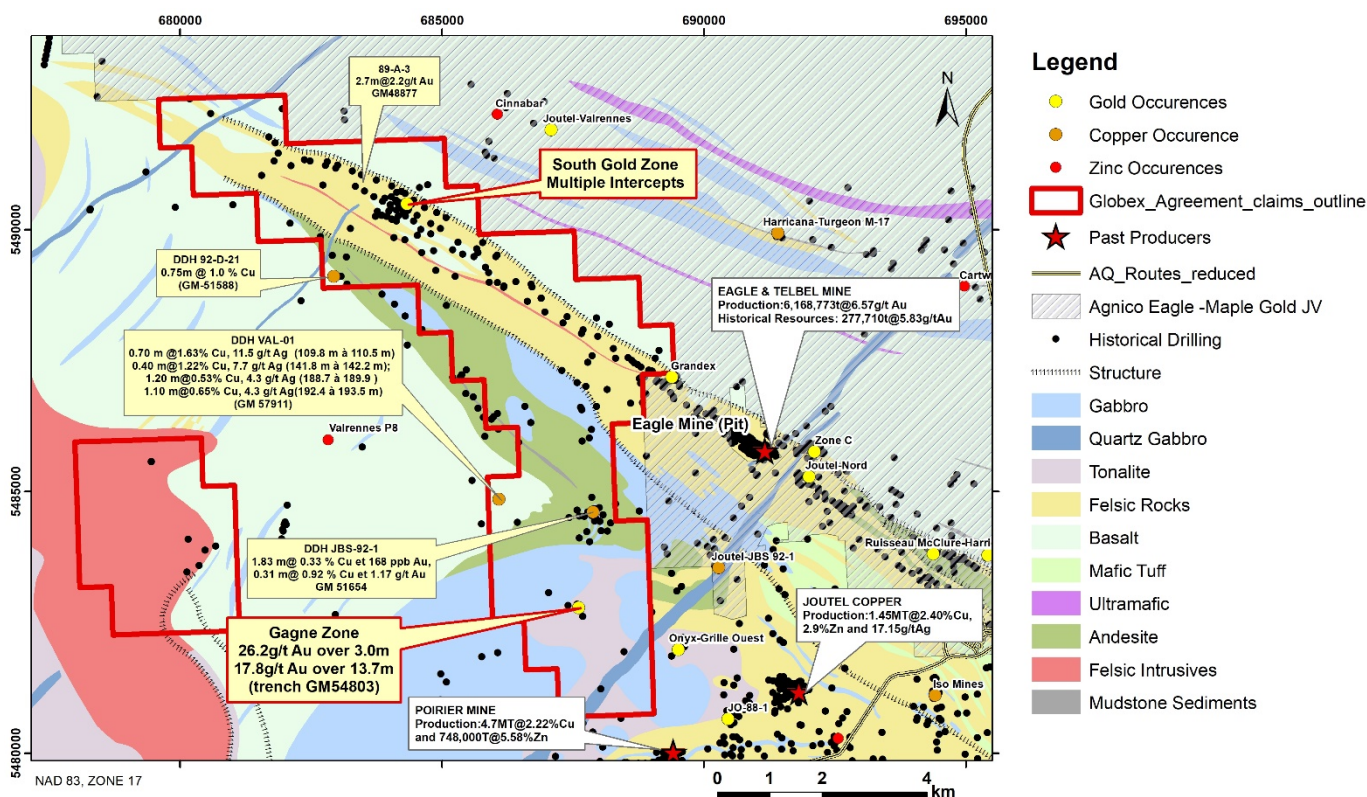 680000
685000
690000
695000
5490000
5485000
5480000
89-A-3
2.7m@2.2g/t Au
GM48877
Cinnabar
Joutel-Valrennes
N
South Gold Zone
Multiple Intercepts
Harricana-Turgeon M-17
DDH 92-D-21
0.75m @ 1.0 % Cu
(GM-51588)
Cartw
EAGLE & TELBEL MINE
Production:6,168,773t@6.57g/t Au
Historical Resources: 277,710t@5.83g/tAu
DDH VAL-01
0.70 m @1.63% Cu, 11.5 g/t Ag (109.8 m à 110.5 m)
0.40 m@1.22% Cu, 7.7 g/t Ag (141.8 m à 142.2 m);
1.20 m@0.53% Cu, 4.3 g/t Ag (188.7 à 189.9 )
1.10 m@0.65% Cu, 4.3 g/t Ag(192.4 à 193.5 m)
(GM 57911)
Grandex
Eagle Mine (Pit)
Valrennes P8
Zone C
Joutel-Nord
DDH JBS-92-1
1.83 m@ 0.33 % Cu et 168 ppb Au,
0.31 m@ 0.92 % Cu et 1.17 g/t Au
GM 51654
Ruisseau McClure-Harri
Joutel-JBS 92-1
JOUTEL COPPER
Production:1.45MT@2.40%Cu,
2.9%Zn and 17.15g/tAg
Gagne Zone
26.2g/t Au over 3.0m
17.8g/t Au over 13.7m
(trench GM54803)
Onyx-Grille Ouest
Iso Mines
JO-88-1
POIRIER MINE
Production:4.7MT@2.22%Cu
and 748,000T@5.58%Zn
NAD 83, ZONE 17
0 1 2 4
km
Legend
Gold Occurences
Copper Occurence
Zinc Occurences
Globex_Agreement_claims_outline
Past Producers
AQ_Routes_reduced
Agnico Eagle -Maple Gold JV
Historical Drilling
Structure
Gabbro
Quartz Gabbro
Tonalite
Felsic Rocks
Basalt
Mafic Tuff
Ultramafic
Andesite
Felsic Intrusives
Mudstone Sediments